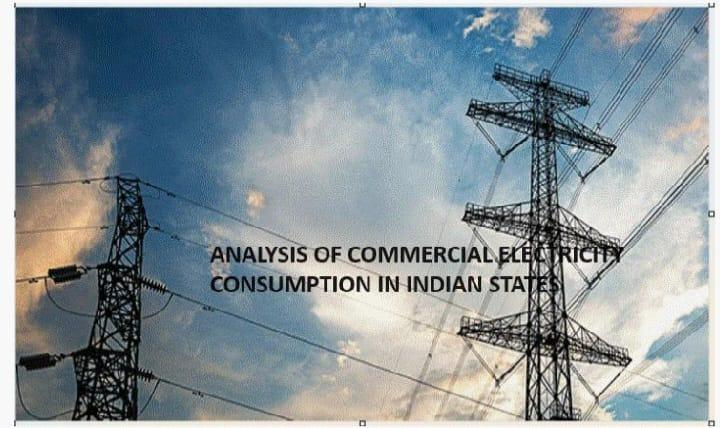 ANALYSIS OF COMMERCIAL ELECTRICITY
CONSUMPTION IN INDIAN STATES